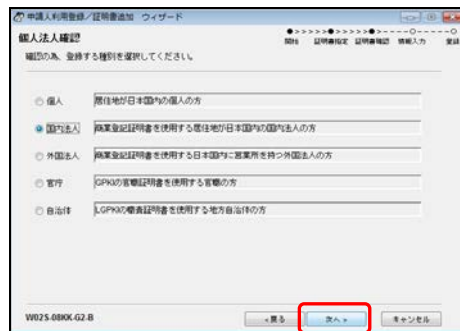 申請人利用登録／証明書追加　ウィザード
個人法人確認
開始 証明書指定 証明書確認 情報入力 登録
確認の為、登録する種別を選択してください。
個人 居住地が日本国内の個人の方
国内法人 商業登記証明書を使用する居住地が日本国内の国内法人の方
外国法人 商業登記証明書を使用する日本国内に営業所を持つ外国法人の方
官庁 GPKIの官職証明書を使用する官職の方
自治体 LGPKIの職責証明書を使用する地方自治体の方
W025-08KK-G2-B <戻る 次へ> キャンセル